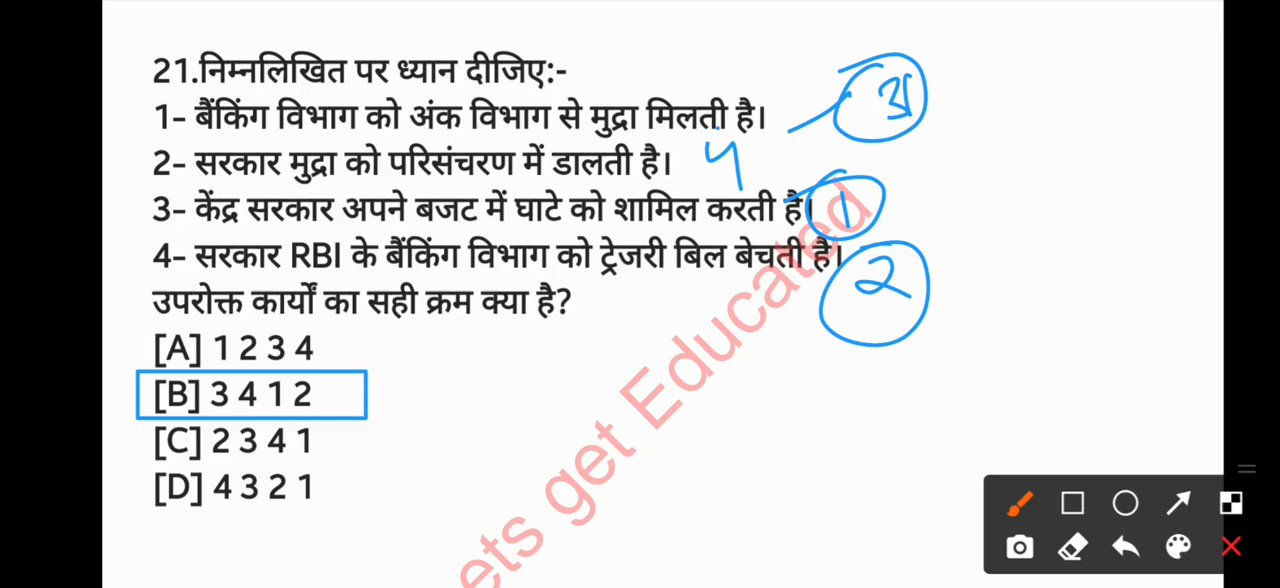 21.निम्नलिखित पर ध्यान दीजिए:-
1- बैंकिंग विभाग को अंक विभाग से मुद्रा मिलती है। 3
2- सरकार मुद्रा को परिसंचरण में डालती है। 4
3- केंद्र सरकार अपने बजट में घाटे को शामिल करती है। 1
4- सरकार RBI के बैंकिंग विभाग को ट्रेजरी बिल बेचती है। 2
उपरोक्त कार्यों का सही क्रम क्या है?
[A] 1 2 3 4
[B] 3 4 1 2
[C] 2 3 4 1
[D] 4 3 2 1
ets get Educated